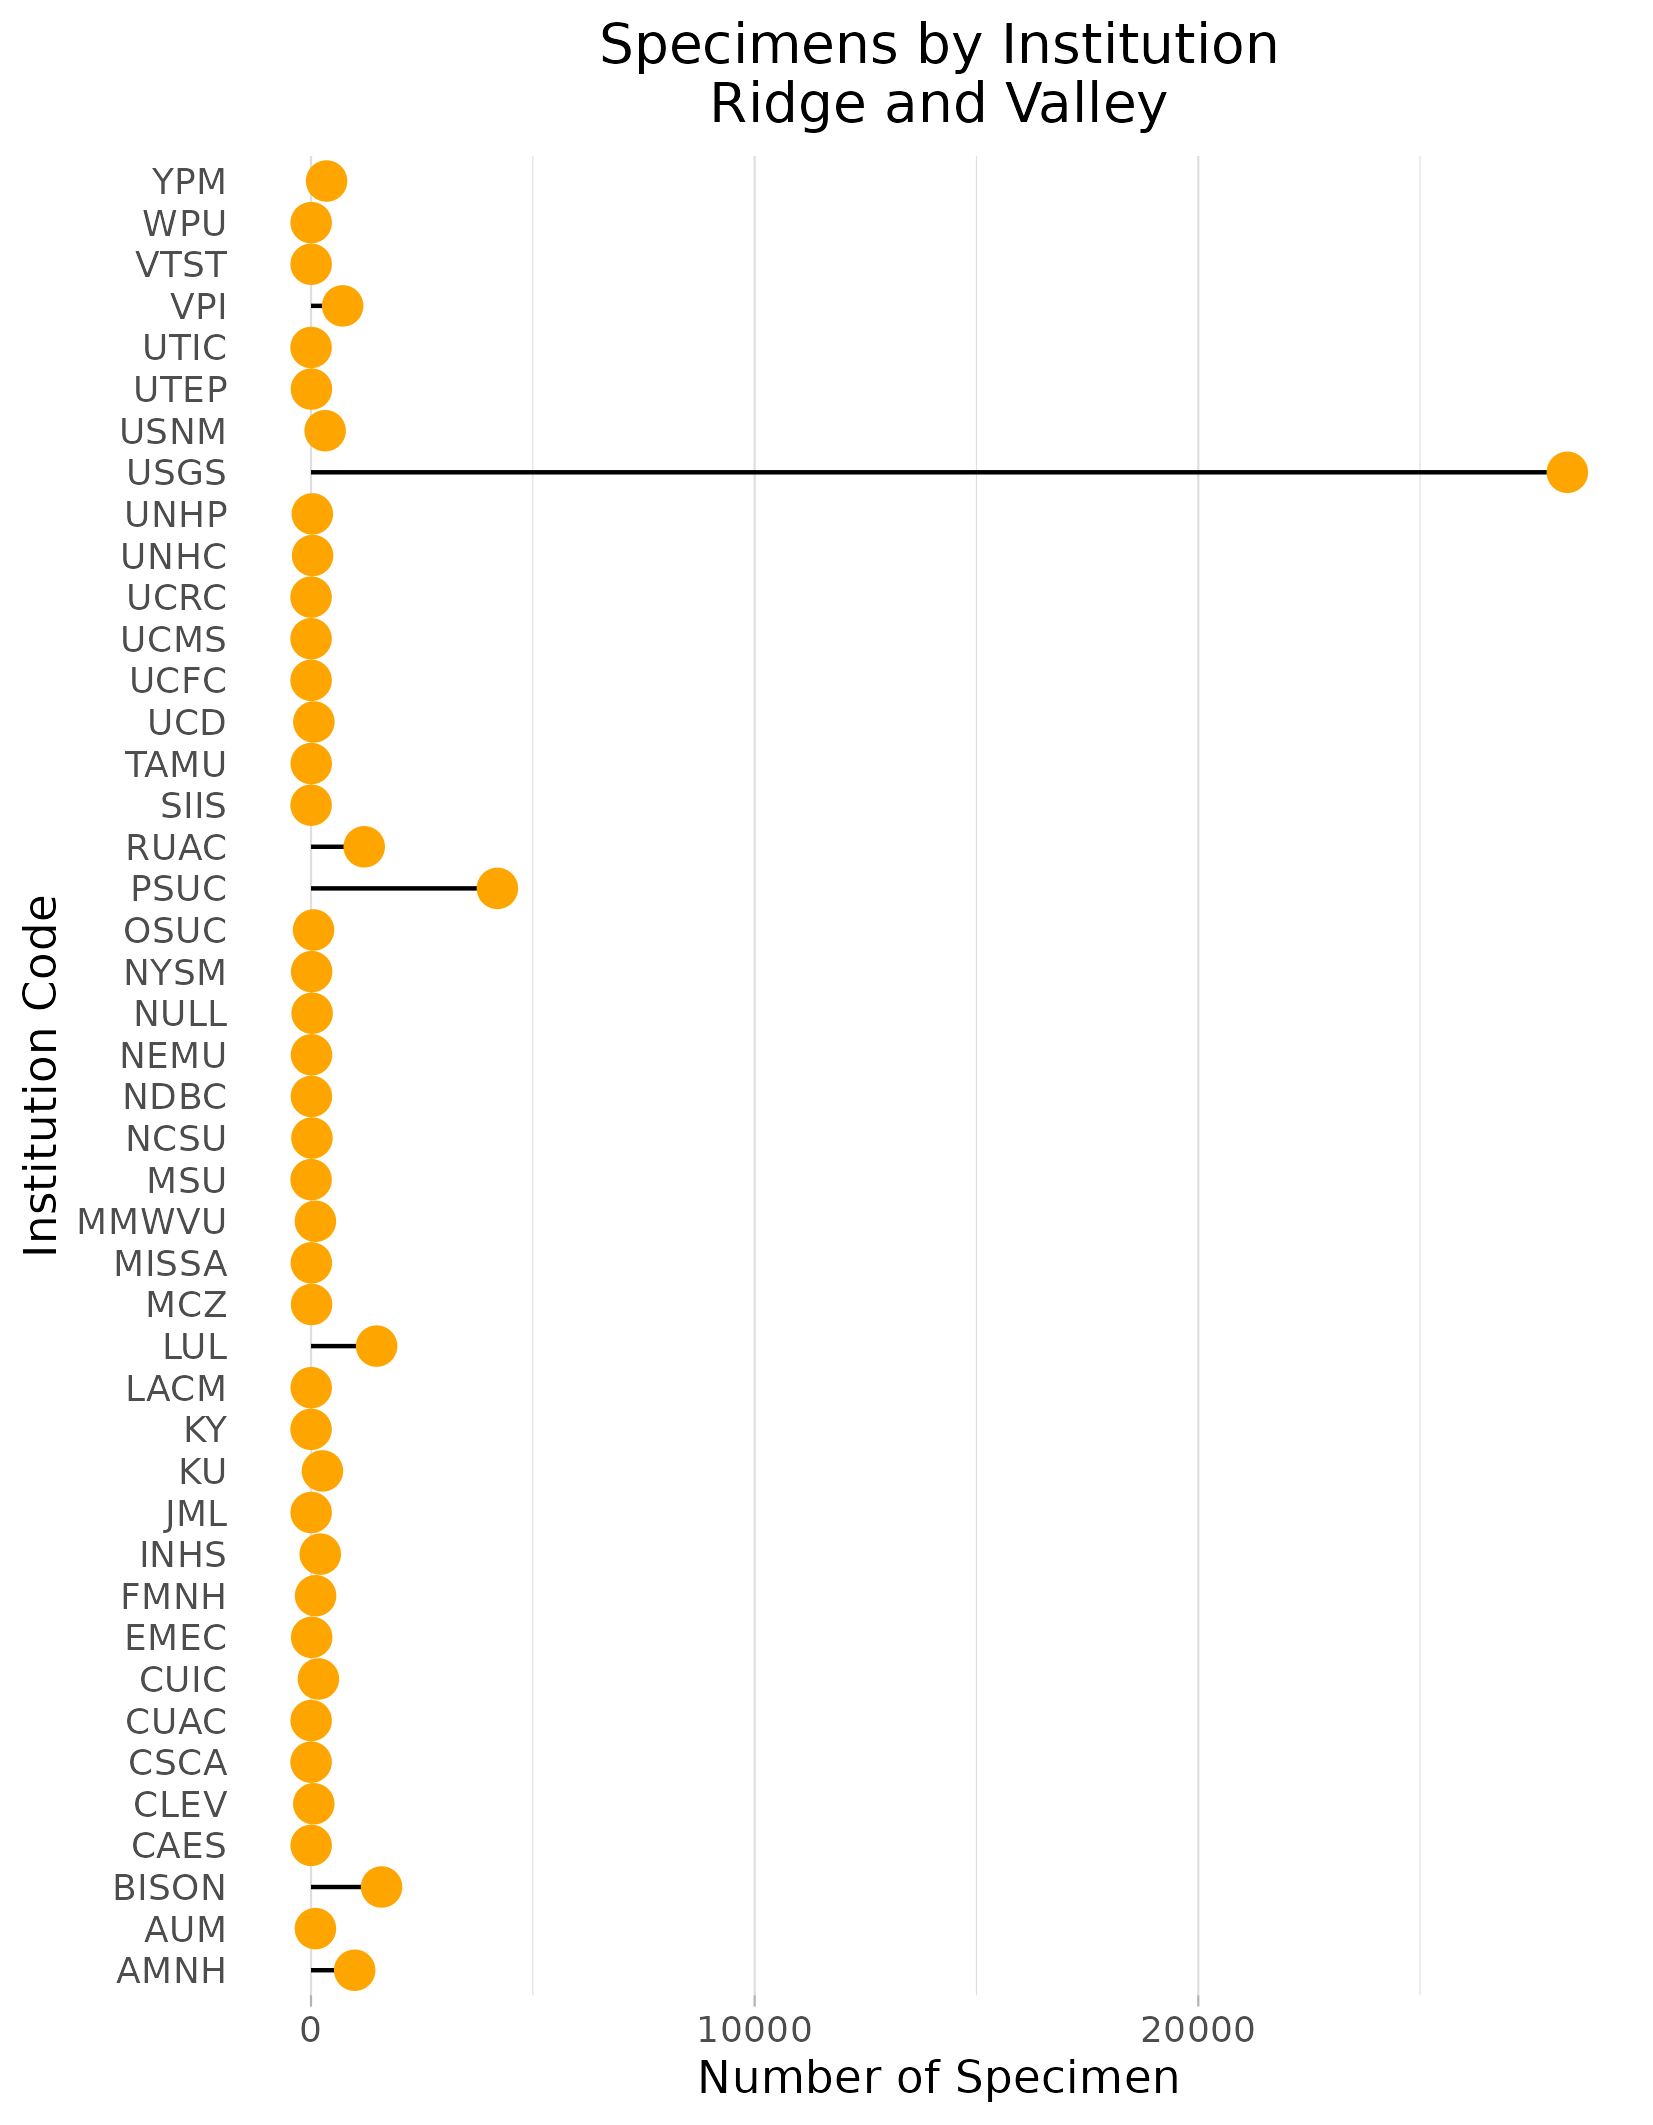 Specimens by Institution
Ridge and Valley
YPM
WPU
VTST
VPI
UTIC
UTEP
USNM
USGS
UNHP
UNHC
UCRC
UCMS
UCFC
UCD
TAMU
SIIS
RUAC
PSUC
OSUC
NYSM
NULL
NEMU
NDBC
NCSU
MSU
MMWVU
MISSA
MCZ
LUL
LACM
KY
KU
JML
INHS
FMNH
EMEC
CUIC
CUAC
CSCA
CLEV
CAES
BISON
AUM
AMNH
Institution Code
0 10000 20000
Number of Specimen